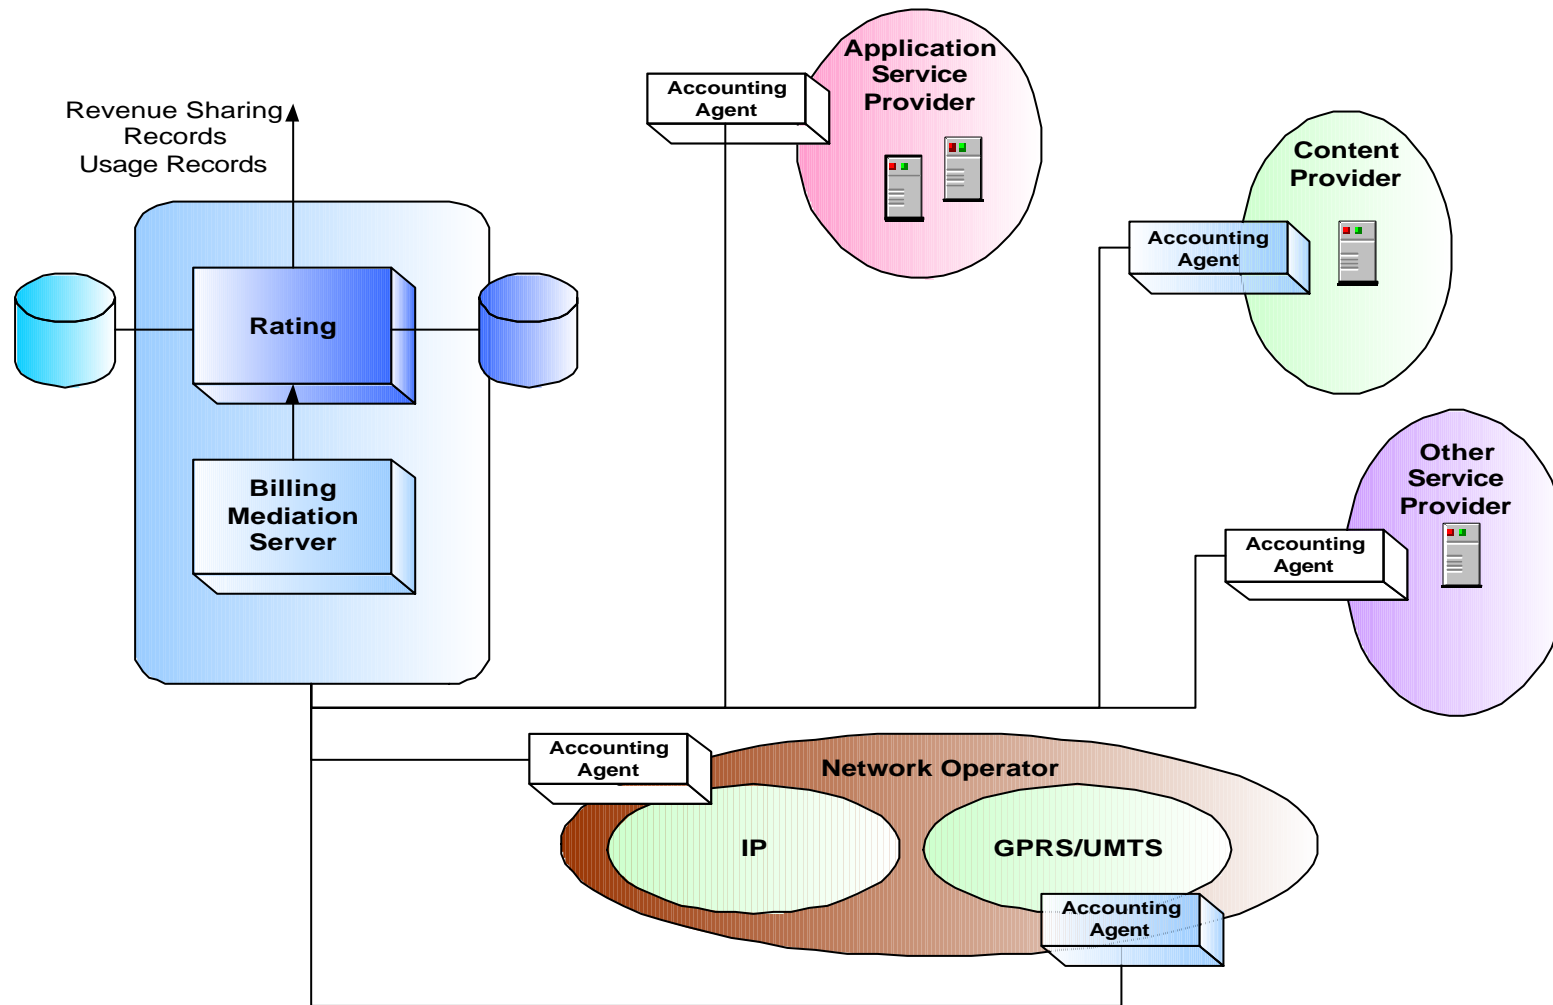 Application
Service
Provider
Accounting
Agent
Revenue Sharing
Records
Usage Records
Content
Provider
Accounting
Agent
Rating
Other
Service
Provider
Billing
Mediation
Server
Accounting
Agent
Accounting
Agent
Network Operator
IP
GPRS/UMTS
Accounting
Agent